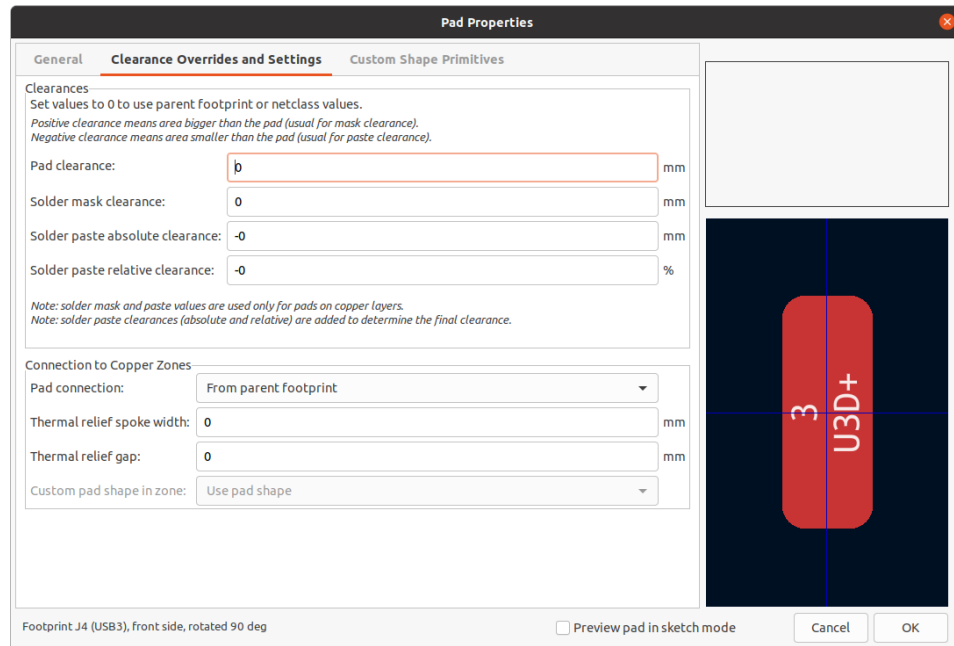 Pad Properties
General Clearance Overrides and Settings Custom Shape Primitives
Clearances
Set values to 0 to use parent footprint or netclass values.
Positive clearance means area bigger than the pad (usual for mask clearance).
Negative clearance means area smaller than the pad (usual for paste clearance).
Pad clearance: 0 mm
Solder mask clearance: 0 mm
Solder paste absolute clearance: -0 mm
Solder paste relative clearance: -0 %
Note: solder mask and paste values are used only for pads on copper layers.
Note: solder paste clearances (absolute and relative) are added to determine the final clearance.
Connection to Copper Zones
Pad connection: From parent footprint
Thermal relief spoke width: 0 mm
Thermal relief gap: 0 mm
Custom pad shape in zone: Use pad shape
3
U3D+
Footprint J4 (USB3), front side, rotated 90 deg
Preview pad in sketch mode
Cancel
OK